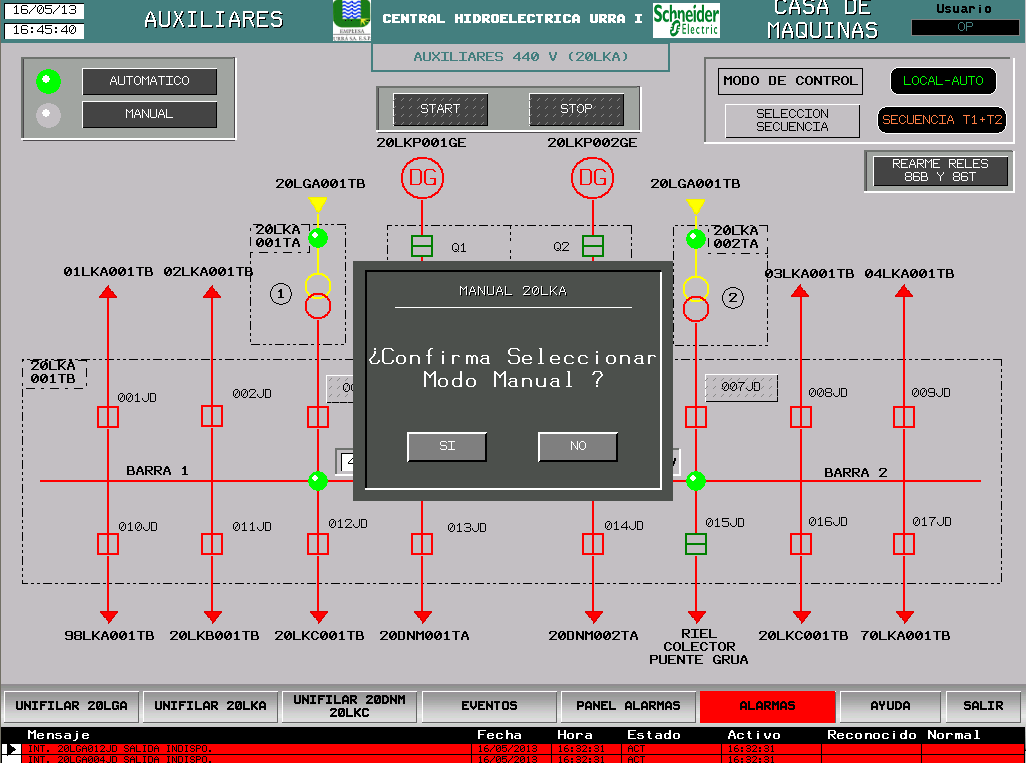 16/05/13
16:45:40
AUXILIARES
EMPRESA
URRÁ S.A. E.S.P.
CENTRAL HIDROELECTRICA URRA I
Schneider
Electric
CASA DE
MAQUINAS
Usuario
OP
AUXILIARES 440 V (20LKA)
AUTOMATICO
MANUAL
START
STOP
MODO DE CONTROL
LOCAL-AUTO
SELECCION
SECUENCIA
SECUENCIA T1+T2
REARME RELES
86B Y 86T
20LKP001GE
20LKP002GE
DG
DG
20LGA001TB
20LGA001TB
20LKA
001TA
Q1
Q2
20LKA
002TA
01LKA001TB
02LKA001TB
03LKA001TB
04LKA001TB
1
2
MANUAL 20LKA
¿Confirma Seleccionar
Modo Manual ?
SI
NO
20LKA
001TB
001JD
002JD
007JD
008JD
009JD
BARRA 1
BARRA 2
010JD
011JD
012JD
013JD
014JD
015JD
016JD
017JD
98LKA001TB
20LKB001TB
20LKC001TB
20DNM001TA
20DNM002TA
RIEL
COLECTOR
PUENTE GRUA
20LKC001TB
70LKA001TB
UNIFILAR 20LGA
UNIFILAR 20LKA
UNIFILAR 20DNM
20LKC
EVENTOS
PANEL ALARMAS
ALARMAS
AYUDA
SALIR
Mensaje Fecha Hora Estado Activo Reconocido Normal
INT. 20LGA012JD SALIDA INDISPO. 16/05/2013 16:32:31 ACT 16:32:31
INT. 20LGA004JD SALIDA INDISPO. 16/05/2013 16:32:31 ACT 16:32:31